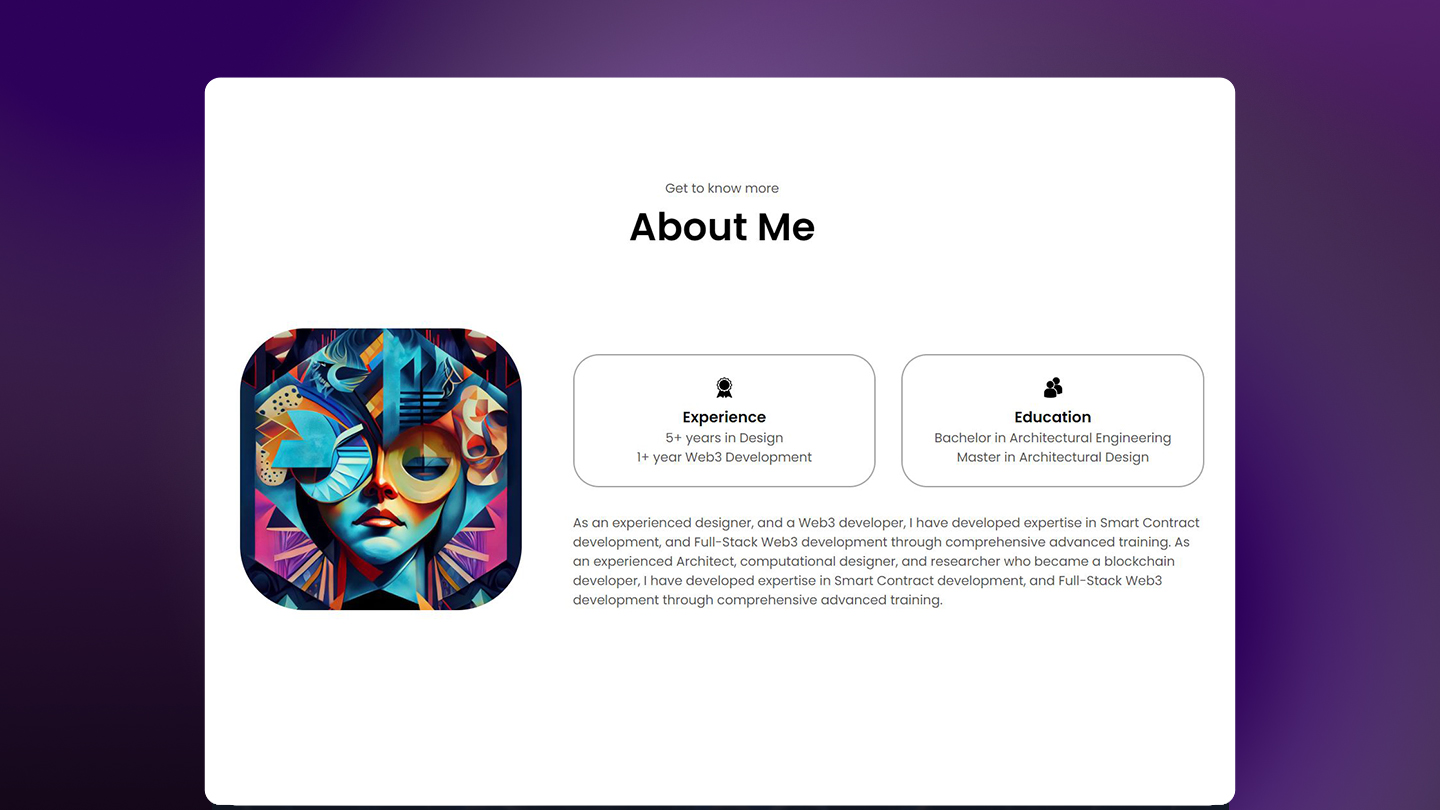 Get to know more
About Me
Experience
5+ years in Design
1+ year Web3 Development
Education
Bachelor in Architectural Engineering
Master in Architectural Design
As an experienced designer, and a Web3 developer, I have developed expertise in Smart Contract
development, and Full-Stack Web3 development through comprehensive advanced training. As
an experienced Architect, computational designer, and researcher who became a blockchain
developer, I have developed expertise in Smart Contract development, and Full-Stack Web3
development through comprehensive advanced training.